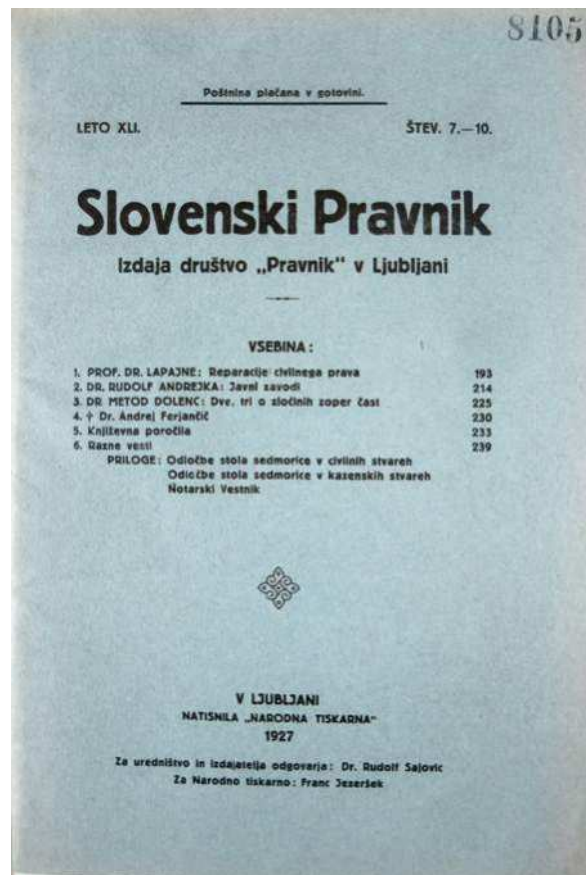 8105
Poštnina plačana v gotovini.
LETO XLI. ŠTEV. 7.—10.
Slovenski Pravnik
Izdaja društvo „Pravnik“ v Ljubljani
VSEBINA:
1. PROF. DR. LAPAJNE: Reparacije civilnega prava 193
2. DR. RUDOLF ANDREJKA: Javni zavodi 214
3. DR METOD DOLENC: Dve, tri o zločinih zoper čast 225
4. † Dr. Andrej Ferjančič 230
5. Književna poročila 233
6. Razne vesti 239
PRILOGE: Odločbe stola sedmorice v civilnih stvareh
Odločbe stola sedmorice v kazenskih stvareh
Notarski Vestnik
V LJUBLJANI
NATISNILA „NARODNA TISKARNA“
1927
Za uredništvo in izdajatelja odgovarja: Dr. Rudolf Sajovic
Za Narodno tiskarno: Franc Jezeršek